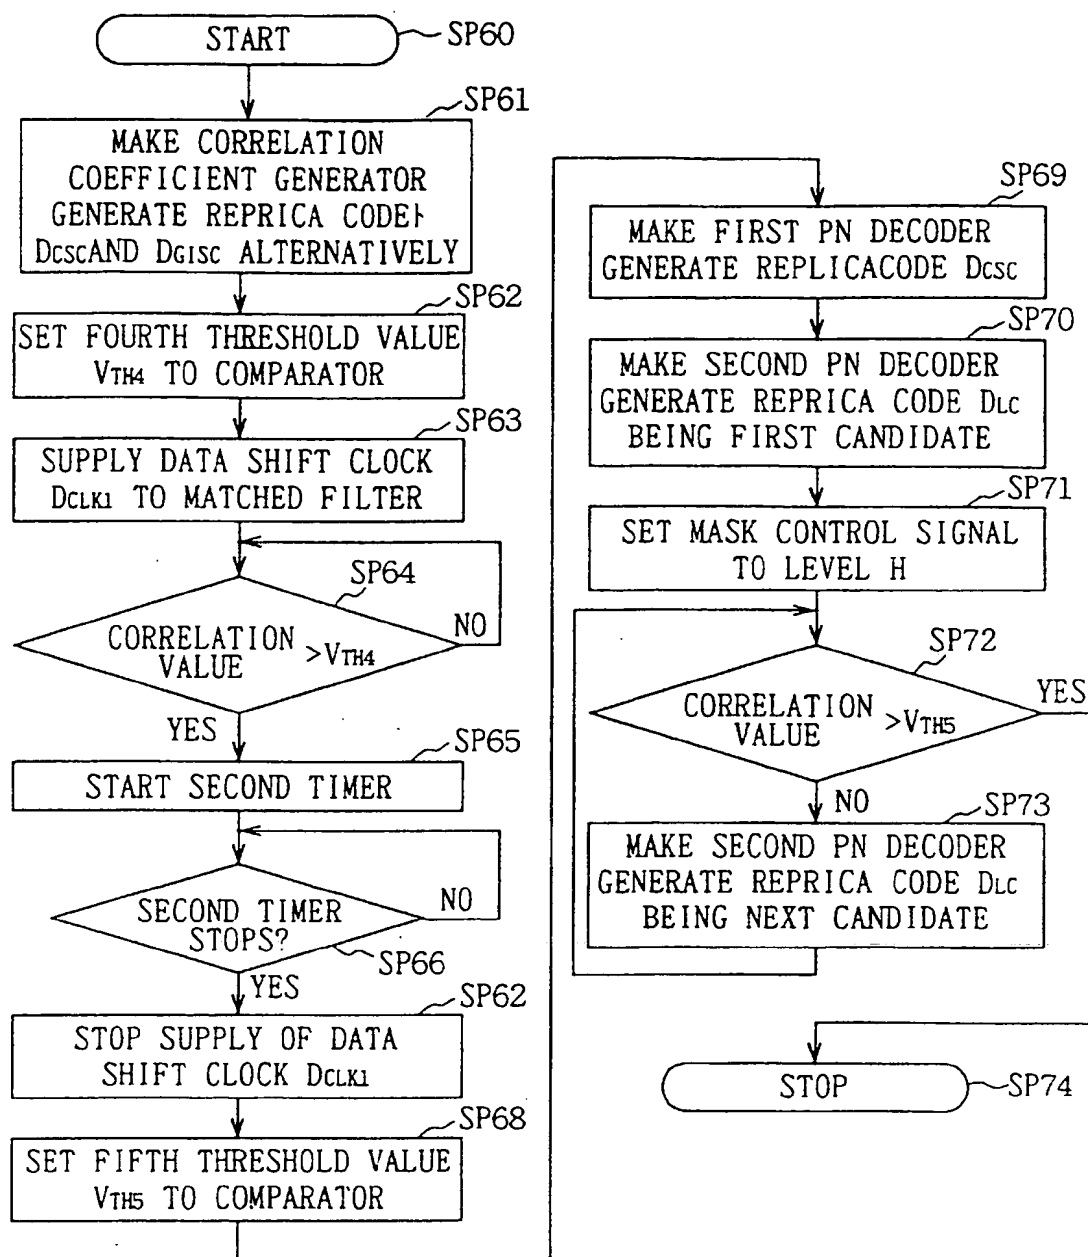 START
SP60
SP61
MAKE CORRELATION
COEFFICIENT GENERATOR
GENERATE REPRICA CODE
DCSC AND DGISC ALTERNATIVELY
SP62
SET FOURTH THRESHOLD VALUE
VTH4 TO COMPARATOR
SP63
SUPPLY DATA SHIFT CLOCK
DCLK1 TO MATCHED FILTER
SP64
CORRELATION
VALUE >VTH4
NO
YES
SP65
START SECOND TIMER
SECOND TIMER
STOPS?
NO
SP66
YES
SP62
STOP SUPPLY OF DATA
SHIFT CLOCK DCLK1
SP68
SET FIFTH THRESHOLD VALUE
VTH5 TO COMPARATOR
SP69
MAKE FIRST PN DECODER
GENERATE REPLICACODE DCSC
SP70
MAKE SECOND PN DECODER
GENERATE REPRICA CODE DLC
BEING FIRST CANDIDATE
SP71
SET MASK CONTROL SIGNAL
TO LEVEL H
SP72
CORRELATION
VALUE >VTH5
YES
NO
SP73
MAKE SECOND PN DECODER
GENERATE REPRICA CODE DLC
BEING NEXT CANDIDATE
STOP
SP74